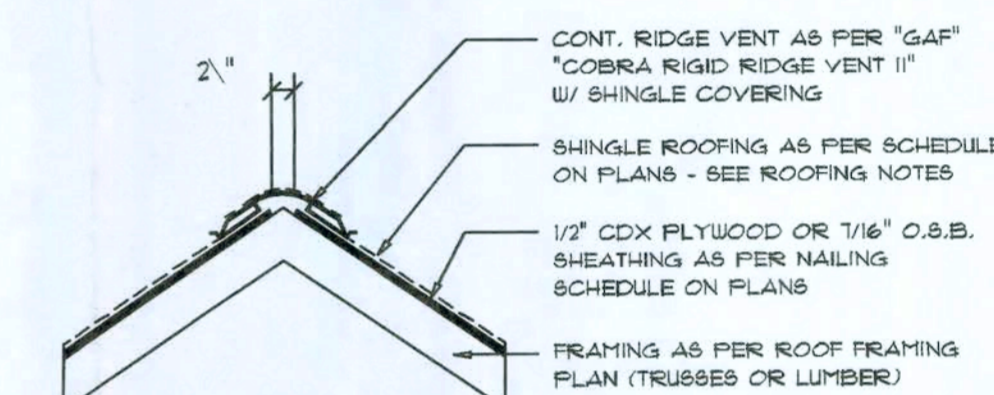 2\"
CONT. RIDGE VENT AS PER "GAF"
"COBRA RIGID RIDGE VENT II"
W/ SHINGLE COVERING
SHINGLE ROOFING AS PER SCHEDULE
ON PLANS - SEE ROOFING NOTES
1/2" CDX PLYWOOD OR 7/16" O.S.B.
SHEATHING AS PER NAILING
SCHEDULE ON PLANS
FRAMING AS PER ROOF FRAMING
PLAN (TRUSSES OR LUMBER)